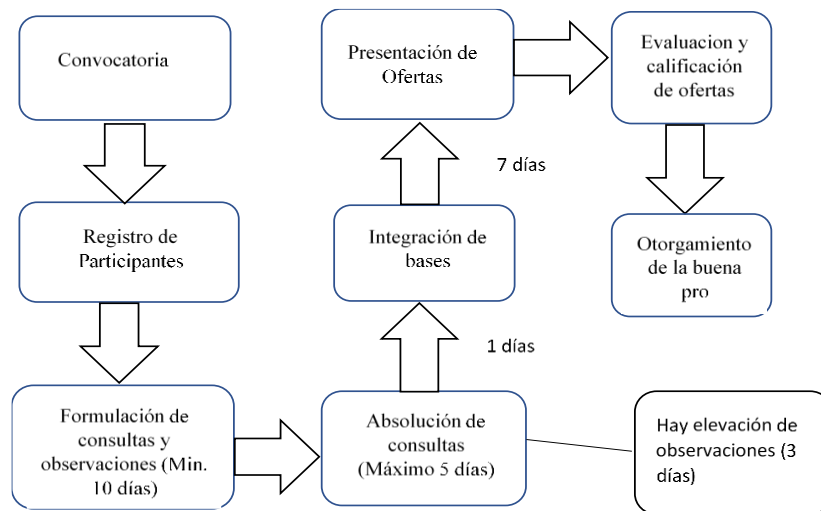 Convocatoria
Registro de
Participantes
Formulación de
consultas y
observaciones (Min.
10 días)
Absolución de
consultas
(Máximo 5 días)
Hay elevación de
observaciones (3
días)
1 días
Integración de
bases
7 días
Presentación de
Ofertas
Evaluacion y
calificación
de ofertas
Otorgamiento
de la buena
pro